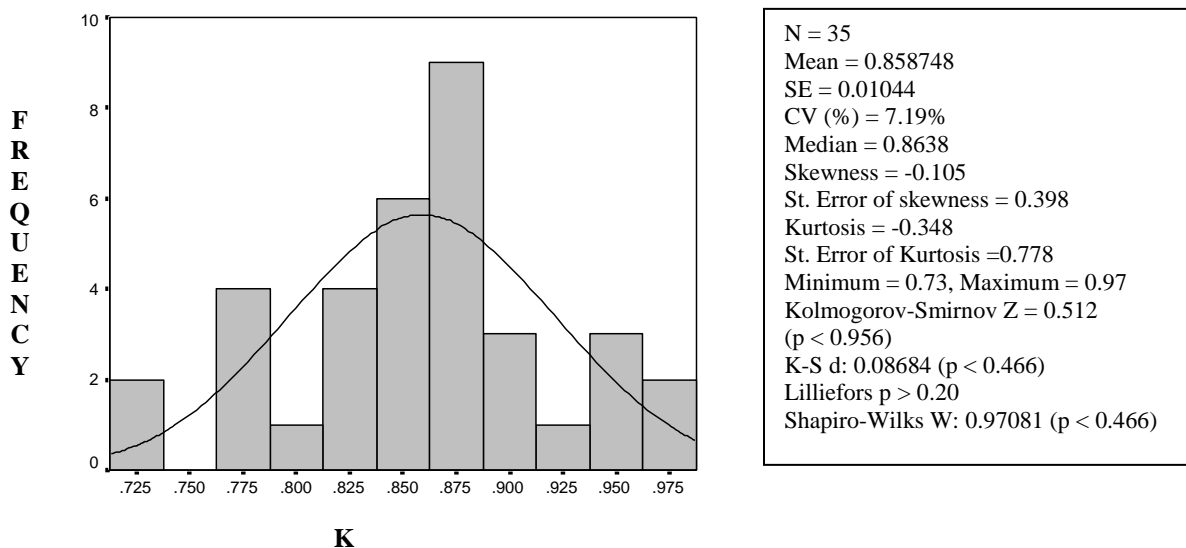 FREQUENCY
10
8
6
4
2
0
.725 .750 .775 .800 .825 .850 .875 .900 .925 .950 .975
K
N = 35
Mean = 0.858748
SE = 0.01044
CV (%) = 7.19%
Median = 0.8638
Skewness = -0.105
St. Error of skewness = 0.398
Kurtosis = -0.348
St. Error of Kurtosis =0.778
Minimum = 0.73, Maximum = 0.97
Kolmogorov-Smirnov Z = 0.512
(p < 0.956)
K-S d: 0.08684 (p < 0.466)
Lilliefors p > 0.20
Shapiro-Wilks W: 0.97081 (p < 0.466)